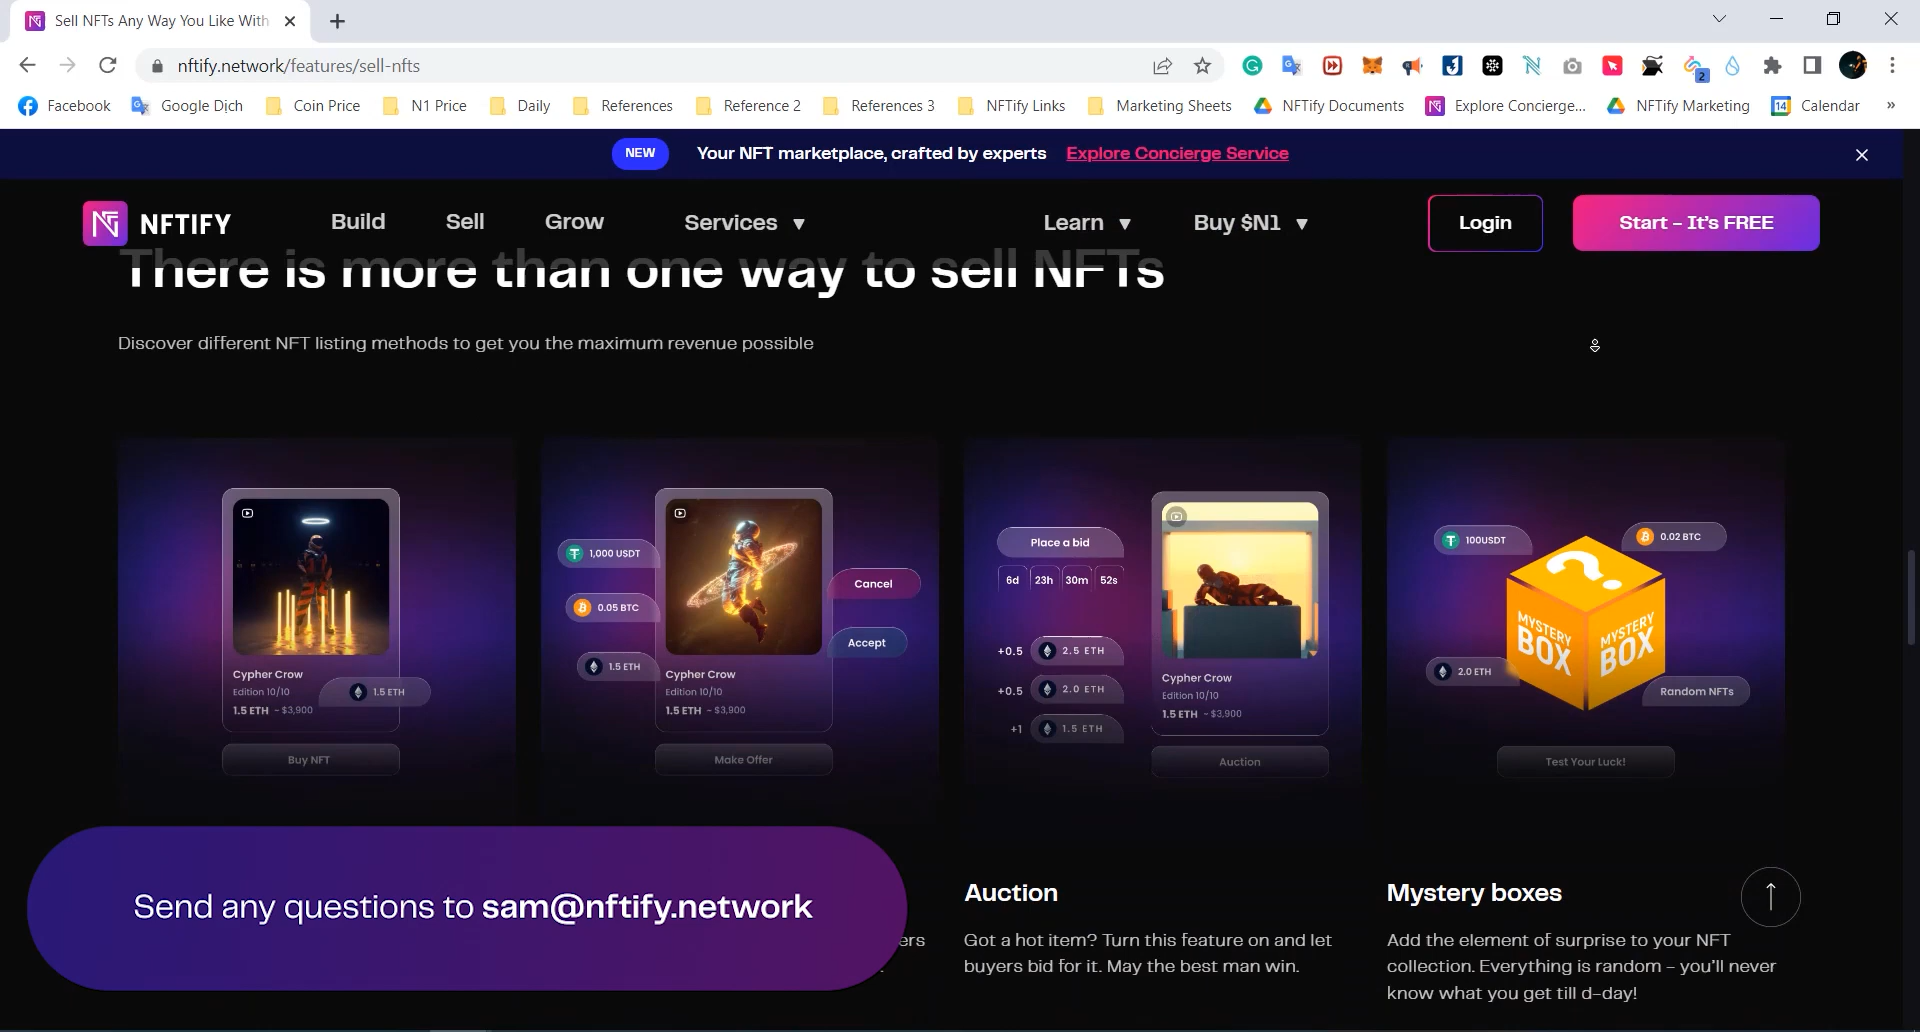 Sell NFTs Any Way You Like With
nftify.network/features/sell-nfts
2
Facebook
Google Dịch
Coin Price
N1 Price
Daily
References
Reference 2
References 3
NFTify Links
Marketing Sheets
NFTify Documents
Explore Concierge...
NFTify Marketing
14
Calendar
»
NEW
Your NFT marketplace, crafted by experts
Explore Concierge Service
NFTIFY
Build
Sell
Grow
Services
Learn
Buy $N1
Login
Start - It's FREE
There is more than one way to sell NFTs
Discover different NFT listing methods to get you the maximum revenue possible
Cypher Crow
Edition 10/10
1.5 ETH ~ $3,900
1.5 ETH
Buy NFT
1,000 USDT
0.05 BTC
1.5 ETH
Cancel
Accept
Cypher Crow
Edition 10/10
1.5 ETH ~ $3,900
Make Offer
Place a bid
6d 23h 30m 52s
+0.5 2.5 ETH
+0.5 2.0 ETH
+1 1.5 ETH
Cypher Crow
Edition 10/10
1.5 ETH ~ $3,900
Auction
100USDT
0.02 BTC
?
MYSTERY BOX
MYSTERY BOX
2.0 ETH
Random NFTs
Test Your Luck!
Send any questions to sam@nftify.network
ers
Auction
Got a hot item? Turn this feature on and let
buyers bid for it. May the best man win.
Mystery boxes
Add the element of surprise to your NFT
collection. Everything is random - you'll never
know what you get till d-day!